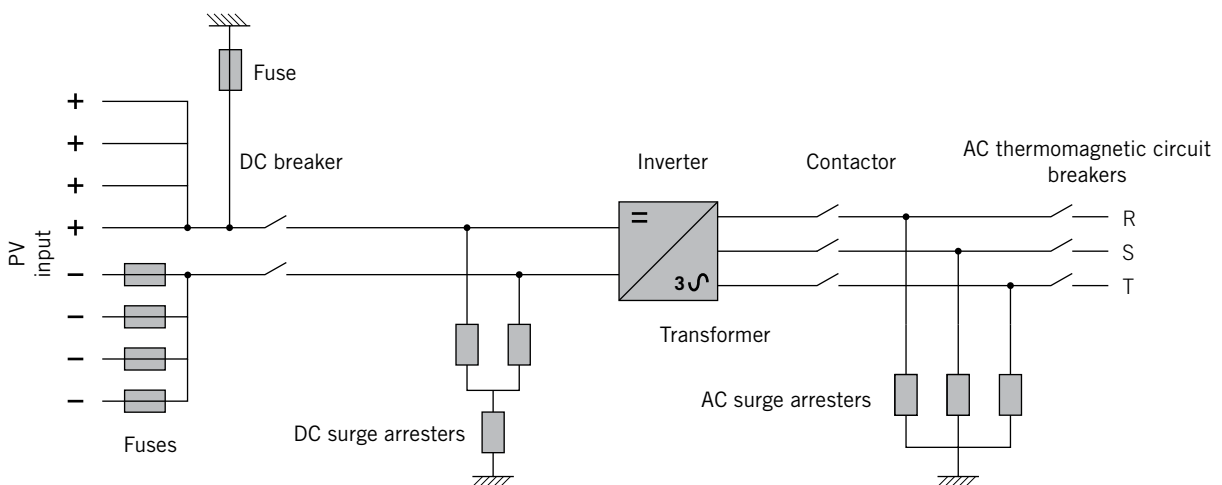 Fuse
+
+
DC breaker
Inverter
Contactor
AC thermomagnetic circuit
breakers
+
+
PV
input
R
S
T
−
−
−
−
=
3
Transformer
Fuses
DC surge arresters
AC surge arresters